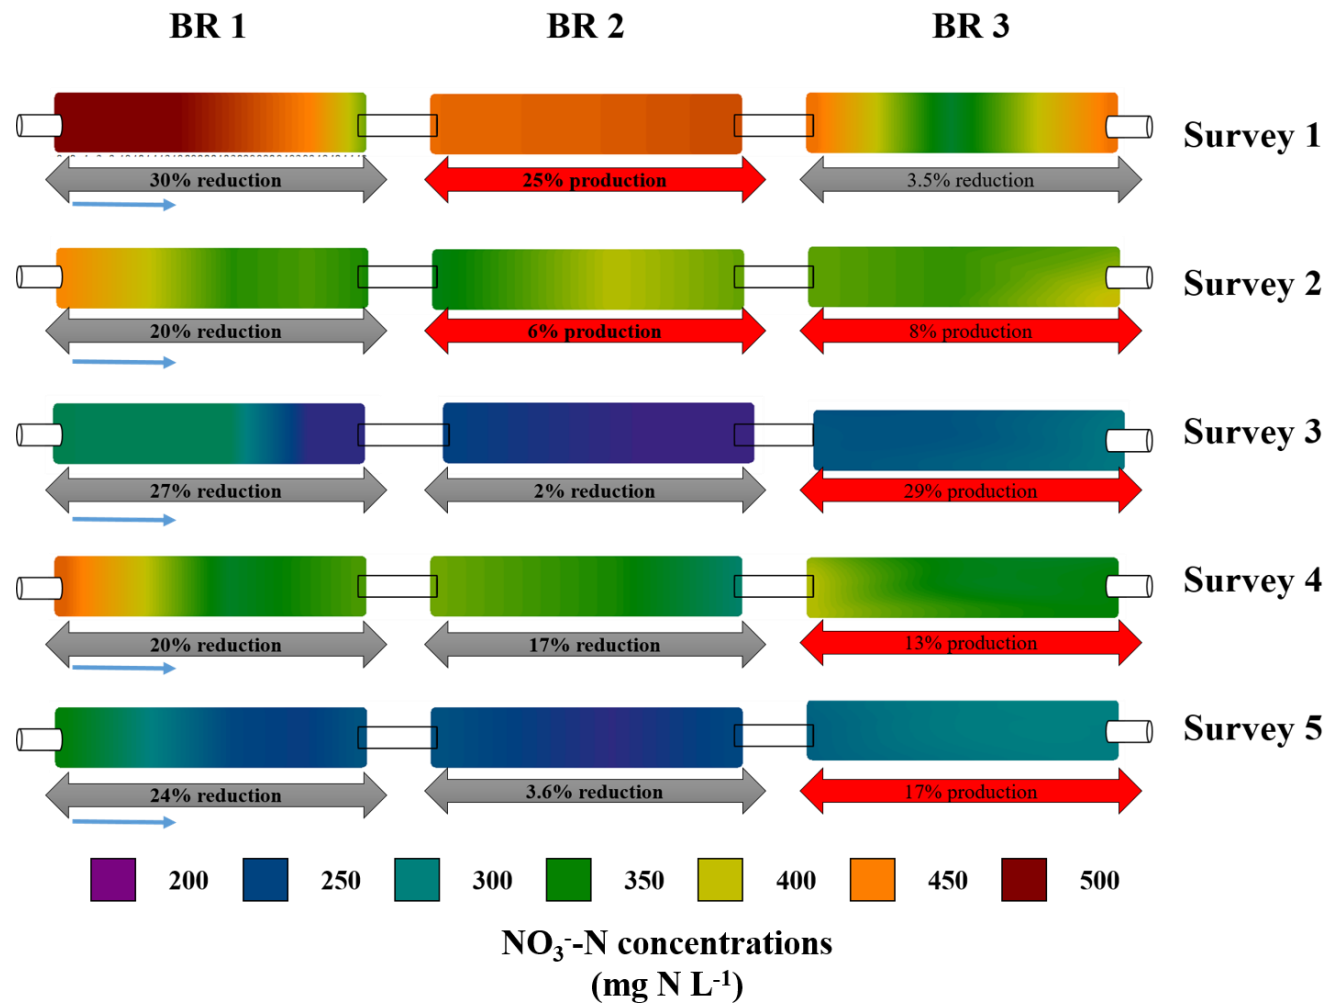 BR 1 BR 2 BR 3
Survey 1
30% reduction 25% production 3.5% reduction
Survey 2
20% reduction 6% production 8% production
Survey 3
27% reduction 2% reduction 29% production
Survey 4
20% reduction 17% reduction 13% production
Survey 5
24% reduction 3.6% reduction 17% production
200 250 300 350 400 450 500
NO₃⁻-N concentrations
(mg N L⁻¹)